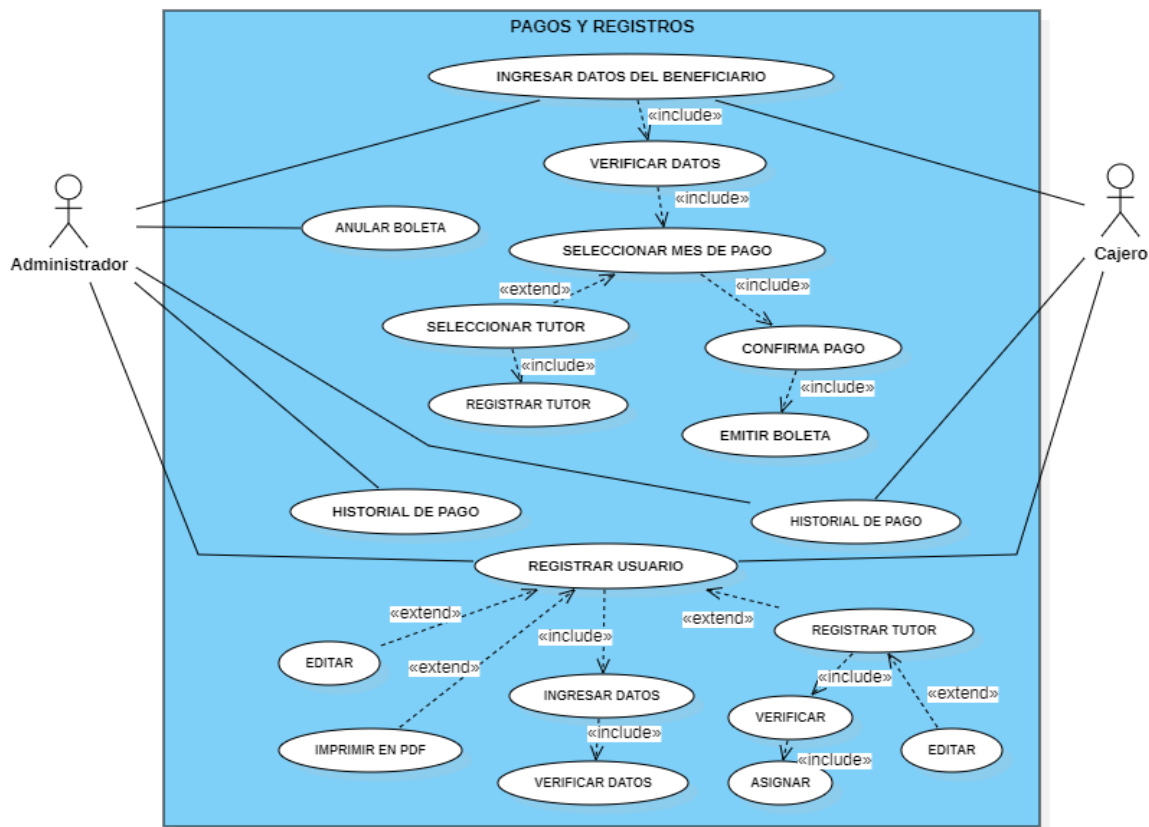 PAGOS Y REGISTROS
INGRESAR DATOS DEL BENEFICIARIO
«include»
VERIFICAR DATOS
«include»
ANULAR BOLETA
SELECCIONAR MES DE PAGO
Administrador
Cajero
«extend»
«include»
SELECCIONAR TUTOR
CONFIRMA PAGO
«include»
«include»
REGISTRAR TUTOR
EMITIR BOLETA
HISTORIAL DE PAGO
HISTORIAL DE PAGO
REGISTRAR USUARIO
«extend»
«extend»
«include»
REGISTRAR TUTOR
EDITAR
«extend»
«include»
INGRESAR DATOS
«extend»
VERIFICAR
«include»
IMPRIMIR EN PDF
EDITAR
«include»
VERIFICAR DATOS
ASIGNAR